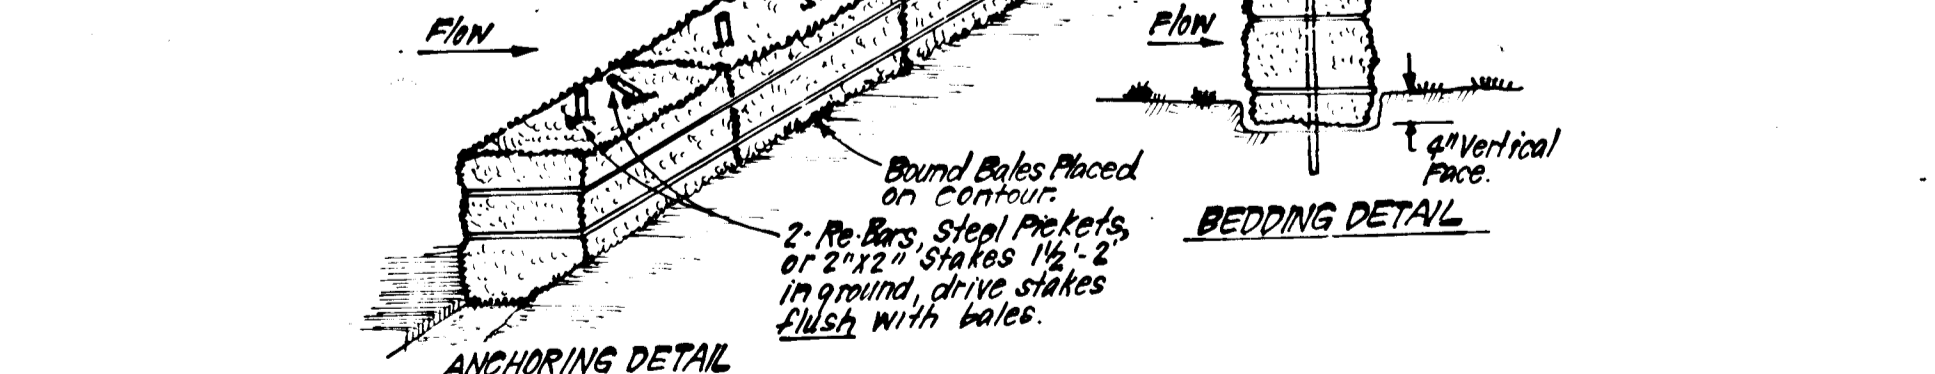 Flow
Flow
4" Vertical
Face.
Bound Bales Placed
on contour.
BEDDING DETAIL
2-Re-Bars, Steel Pickets,
or 2"x2" Stakes 1½'-2'
in ground, drive stakes
flush with bales.
ANCHORING DETAIL